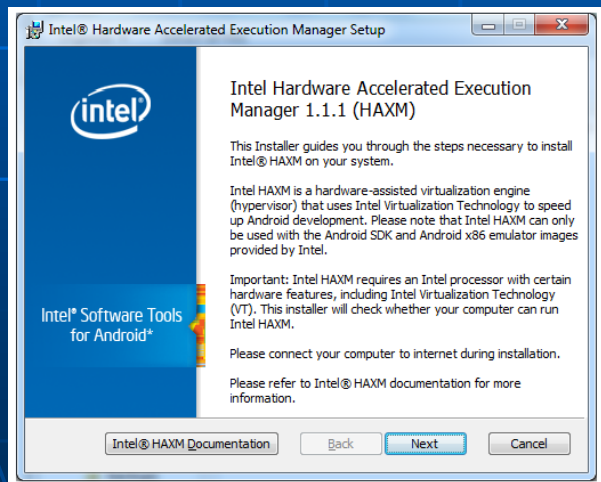 Intel® Hardware Accelerated Execution Manager Setup
intel®
Intel® Software Tools
for Android*
Intel Hardware Accelerated Execution
Manager 1.1.1 (HAXM)
This Installer guides you through the steps necessary to install
Intel® HAXM on your system.
Intel HAXM is a hardware-assisted virtualization engine
(hypervisor) that uses Intel Virtualization Technology to speed
up Android development. Please note that Intel HAXM can only
be used with the Android SDK and Android x86 emulator images
provided by Intel.
Important: Intel HAXM requires an Intel processor with certain
hardware features, including Intel Virtualization Technology
(VT). This installer will check whether your computer can run
Intel HAXM.
Please connect your computer to internet during installation.
Please refer to Intel® HAXM documentation for more
information.
Intel® HAXM Documentation
Back
Next
Cancel